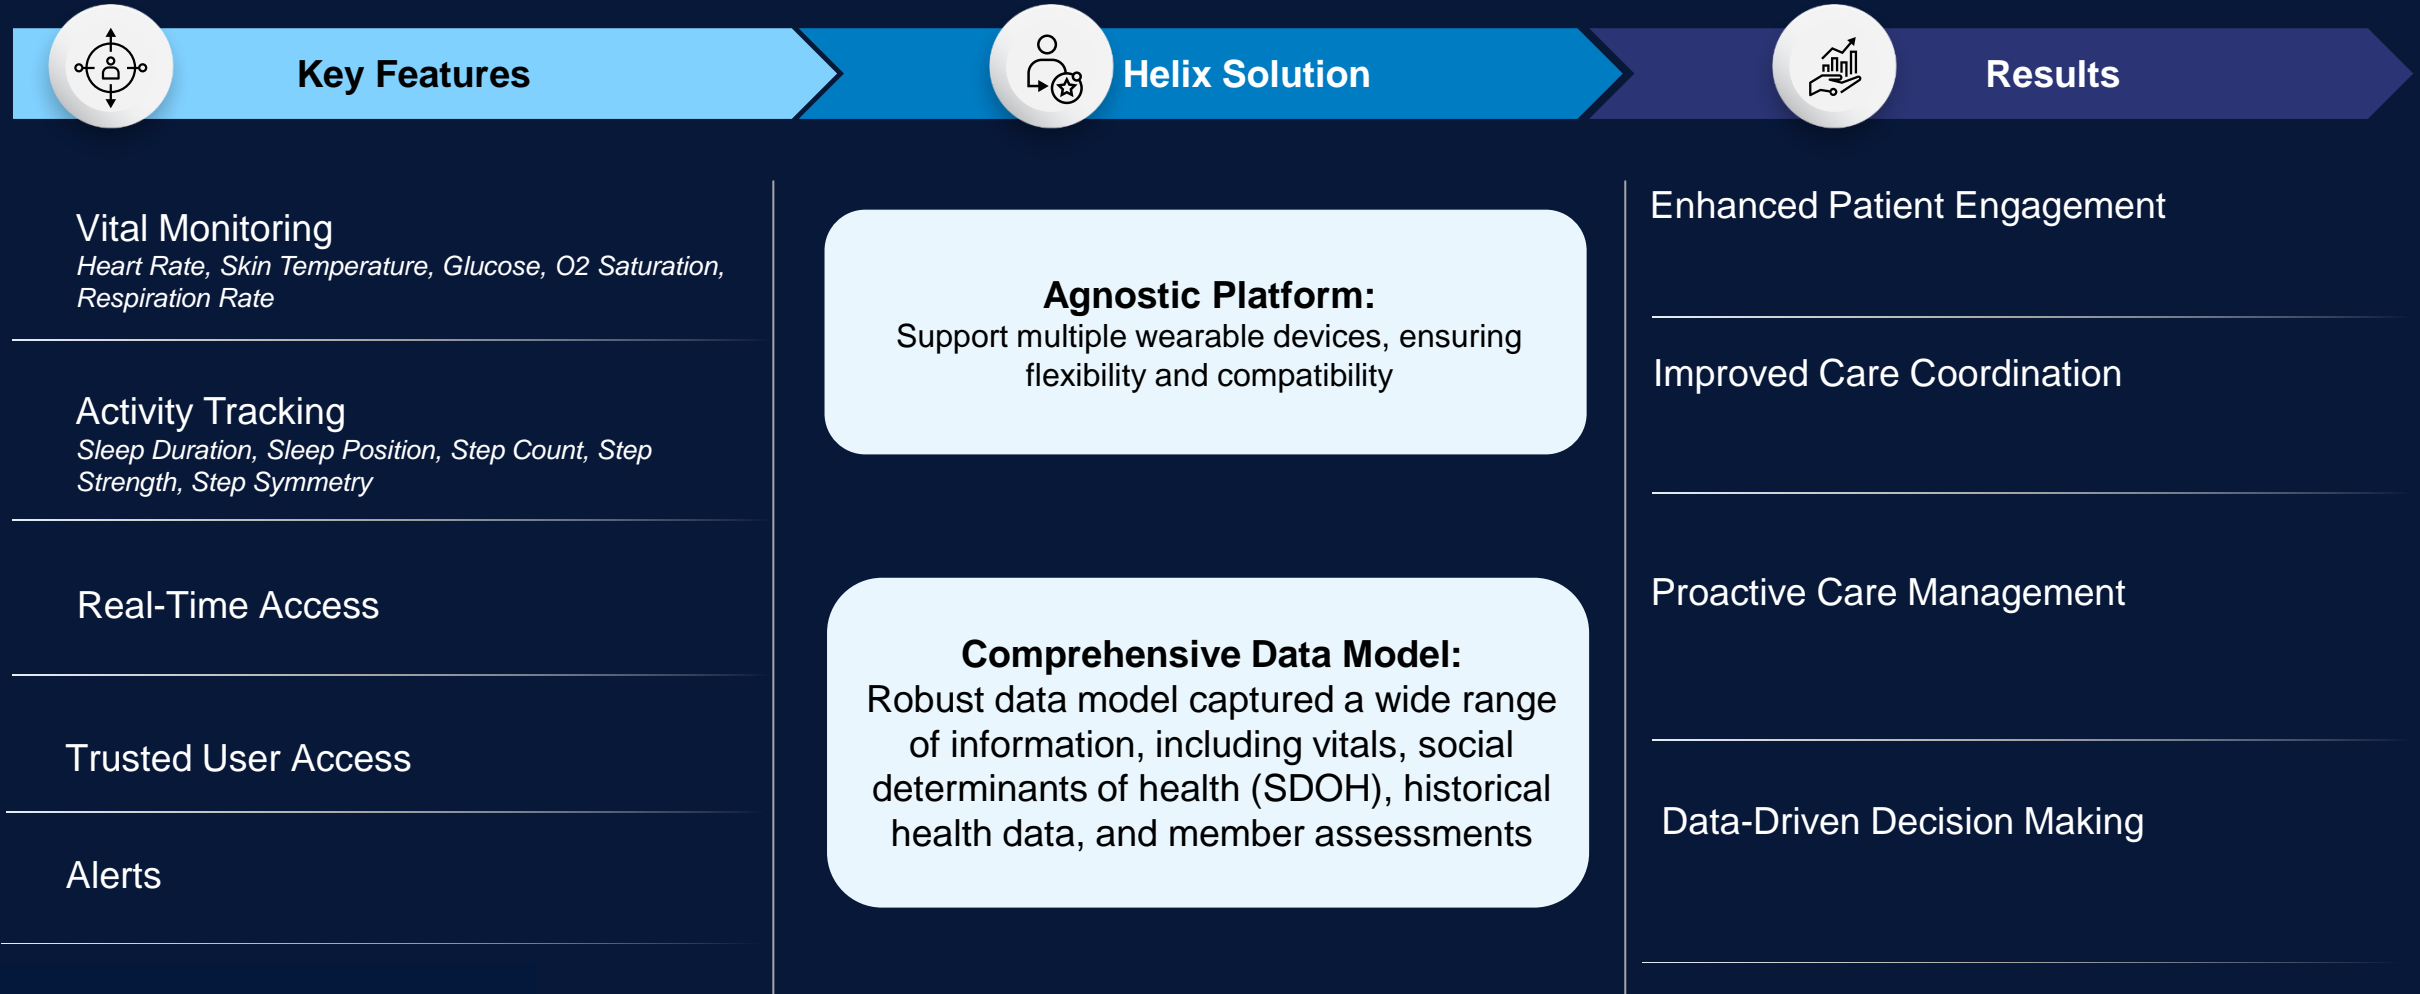 Key Features
Helix Solution
Results
Vital Monitoring
Heart Rate, Skin Temperature, Glucose, O2 Saturation,
Respiration Rate
Activity Tracking
Sleep Duration, Sleep Position, Step Count, Step
Strength, Step Symmetry
Real-Time Access
Trusted User Access
Alerts
Agnostic Platform:
Support multiple wearable devices, ensuring
flexibility and compatibility
Comprehensive Data Model:
Robust data model captured a wide range
of information, including vitals, social
determinants of health (SDOH), historical
health data, and member assessments
Enhanced Patient Engagement
Improved Care Coordination
Proactive Care Management
Data-Driven Decision Making